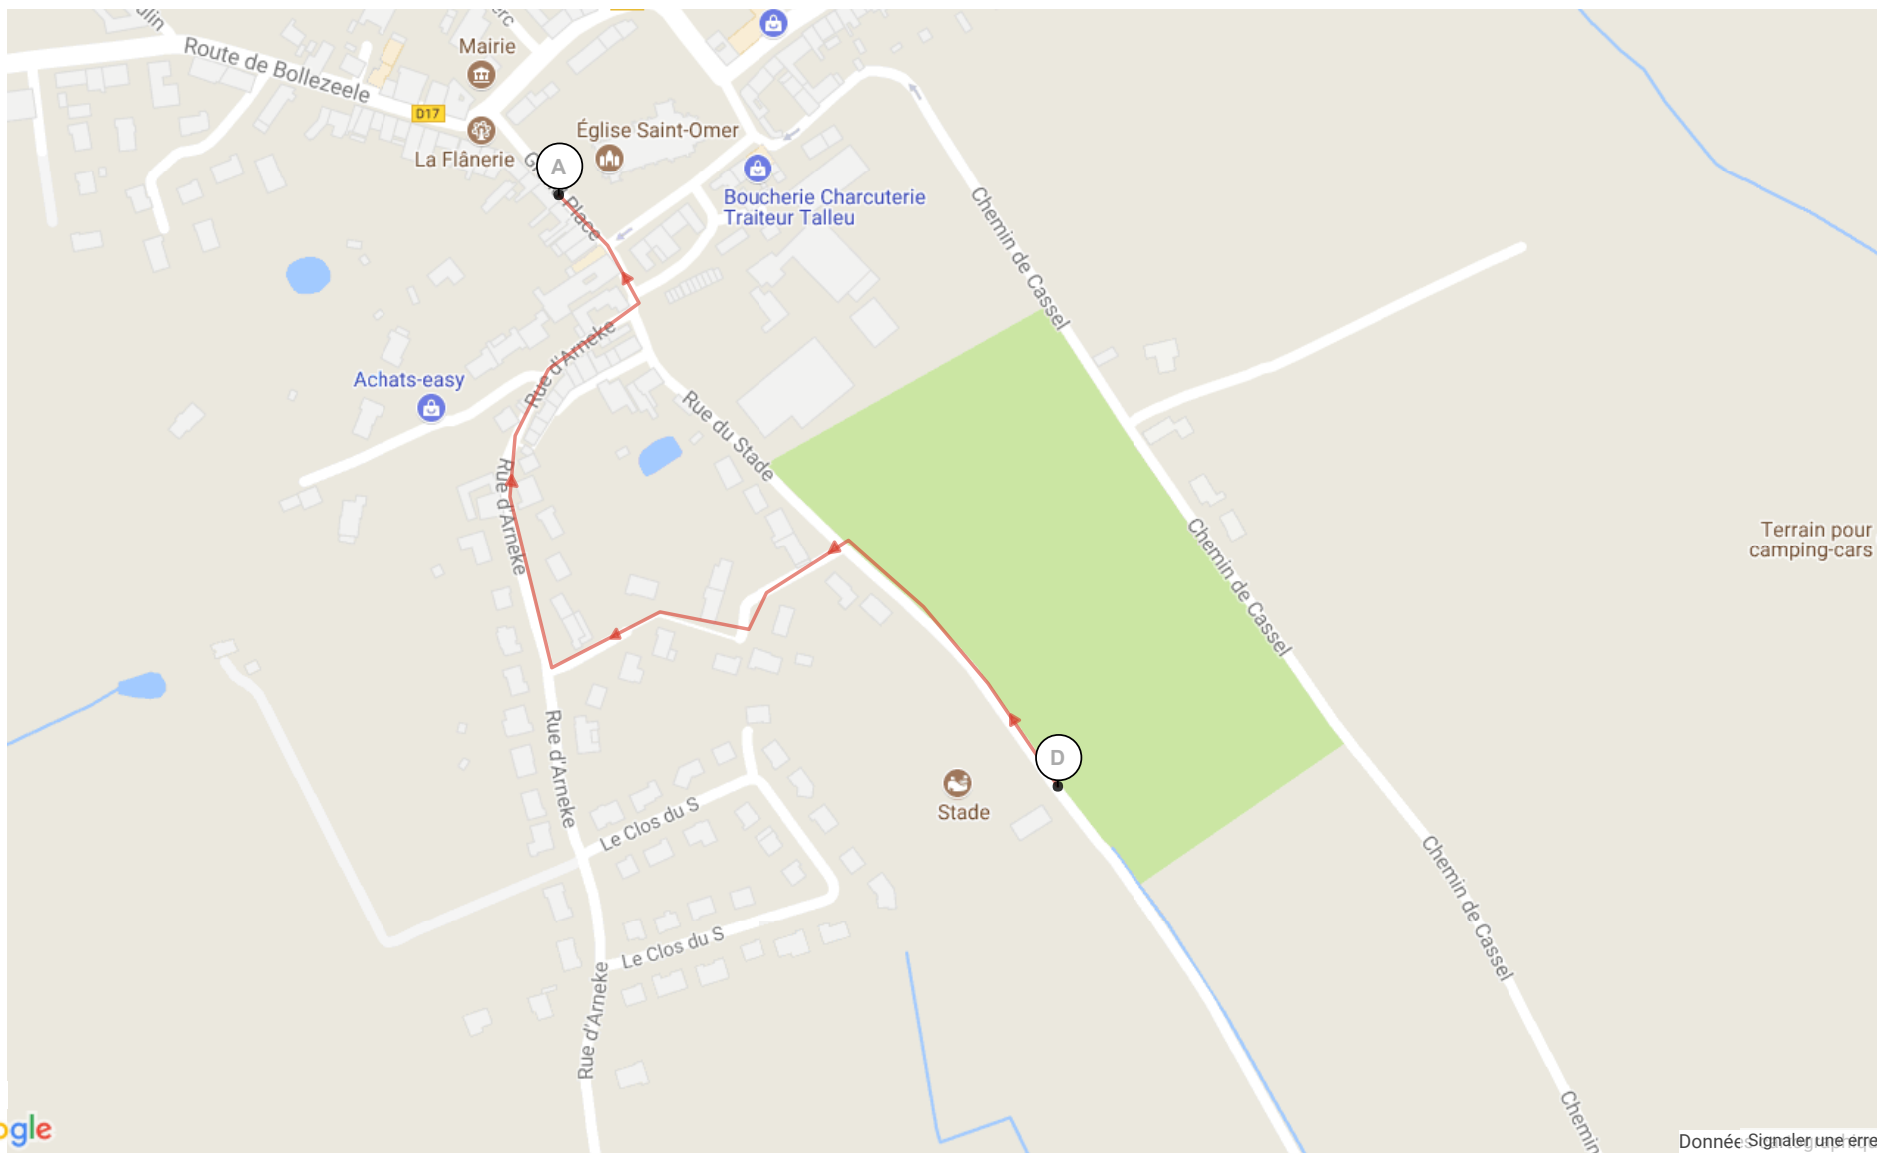 Mairie
Route de Bollezeele
D17
Église Saint-Omer
La Flânerie
A
Place
Boucherie Charcuterie
Traiteur Talleu
Chemin de Cassel
Rue d'Arneke
Achats-easy
Rue du Stade
Rue d'Arneke
Chemin de Cassel
Terrain pour
camping-cars
Rue d'Arneke
D
Stade
Le Clos du S
Chemin de Cassel
Le Clos du S
Rue d'Arneke
Chemin
ogle
Signaler une erre